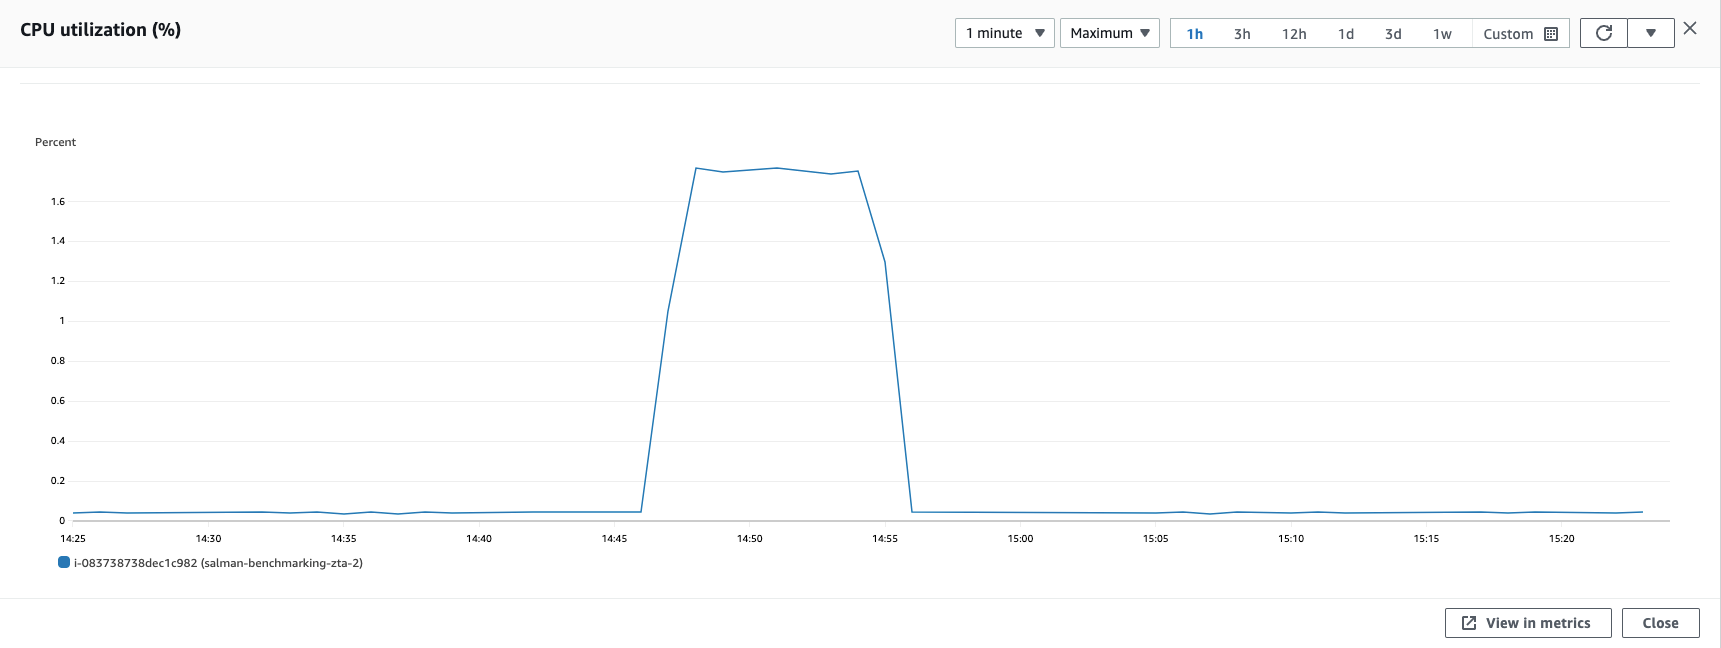 CPU utilization (%)
1 minute Maximum 1h 3h 12h 1d 3d 1w Custom
Percent
1.6
1.4
1.2
1
0.8
0.6
0.4
0.2
0
14:25 14:30 14:35 14:40 14:45 14:50 14:55 15:00 15:05 15:10 15:15 15:20
i-083738738dec1c982 (salman-benchmarking-zta-2)
View in metrics Close